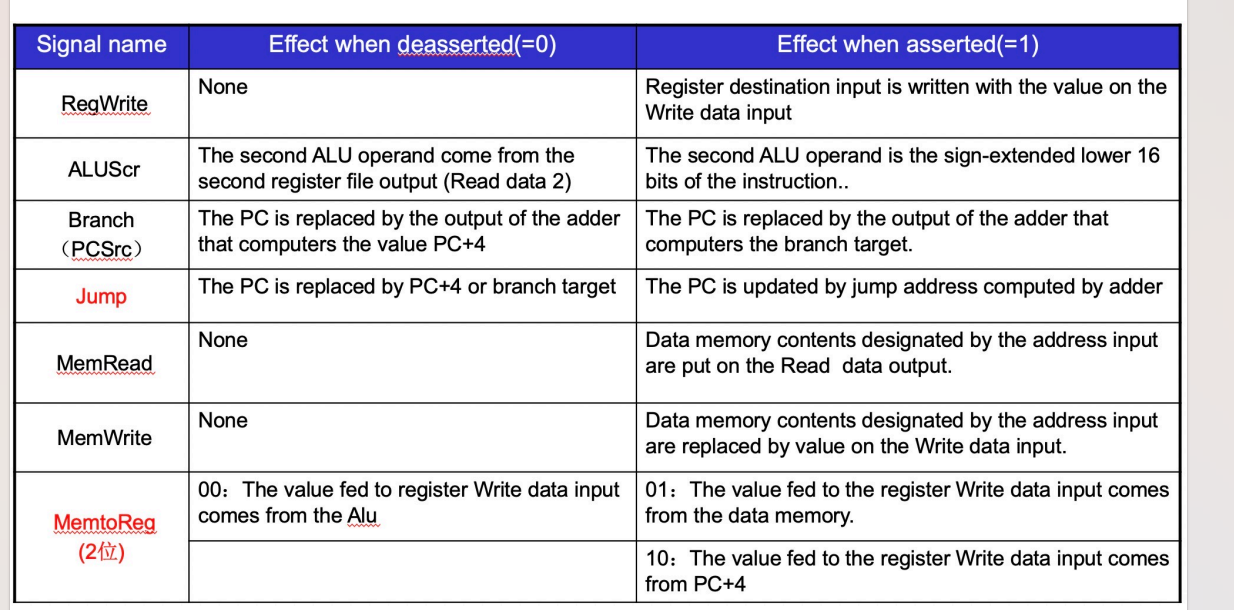 Signal name
Effect when deasserted(=0)
Effect when asserted(=1)
RegWrite
None
Register destination input is written with the value on the
Write data input
ALUScr
The second ALU operand come from the
second register file output (Read data 2)
The second ALU operand is the sign-extended lower 16
bits of the instruction..
Branch
（PCSrc）
The PC is replaced by the output of the adder
that computers the value PC+4
The PC is replaced by the output of the adder that
computers the branch target.
Jump
The PC is replaced by PC+4 or branch target
The PC is updated by jump address computed by adder
MemRead
None
Data memory contents designated by the address input
are put on the Read  data output.
MemWrite
None
Data memory contents designated by the address input
are replaced by value on the Write data input.
MemtoReg
(2位)
00：The value fed to register Write data input
comes from the Alu
01：The value fed to the register Write data input comes
from the data memory.
10：The value fed to the register Write data input comes
from PC+4